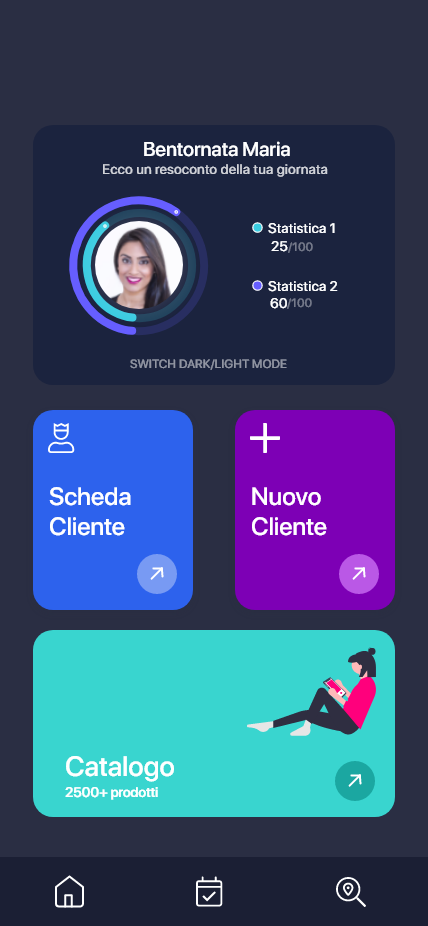 Bentornata Maria
Ecco un resoconto della tua giornata
Statistica 1
25/100
Statistica 2
60/100
SWITCH DARK/LIGHT MODE
Scheda
Cliente
Nuovo
Cliente
Catalogo
2500+ prodotti